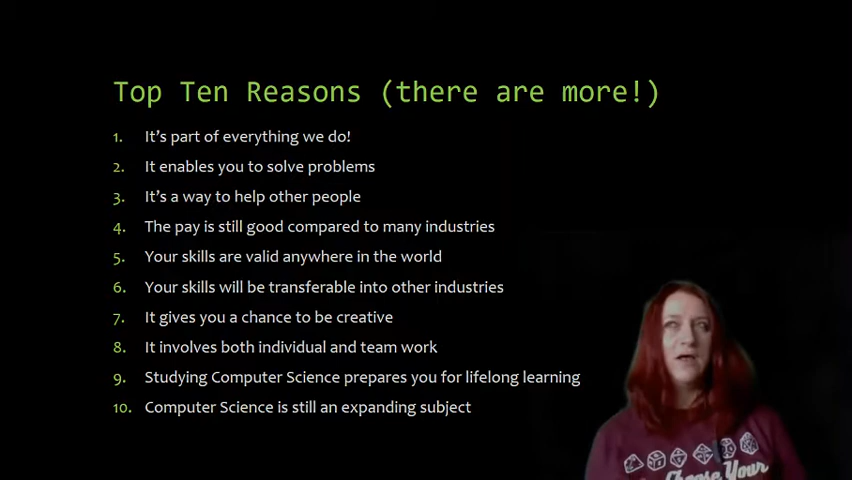 Top Ten Reasons (there are more!)
1. It's part of everything we do!
2. It enables you to solve problems
3. It's a way to help other people
4. The pay is still good compared to many industries
5. Your skills are valid anywhere in the world
6. Your skills will be transferable into other industries
7. It gives you a chance to be creative
8. It involves both individual and team work
9. Studying Computer Science prepares you for lifelong learning
10. Computer Science is still an expanding subject
Choose Your